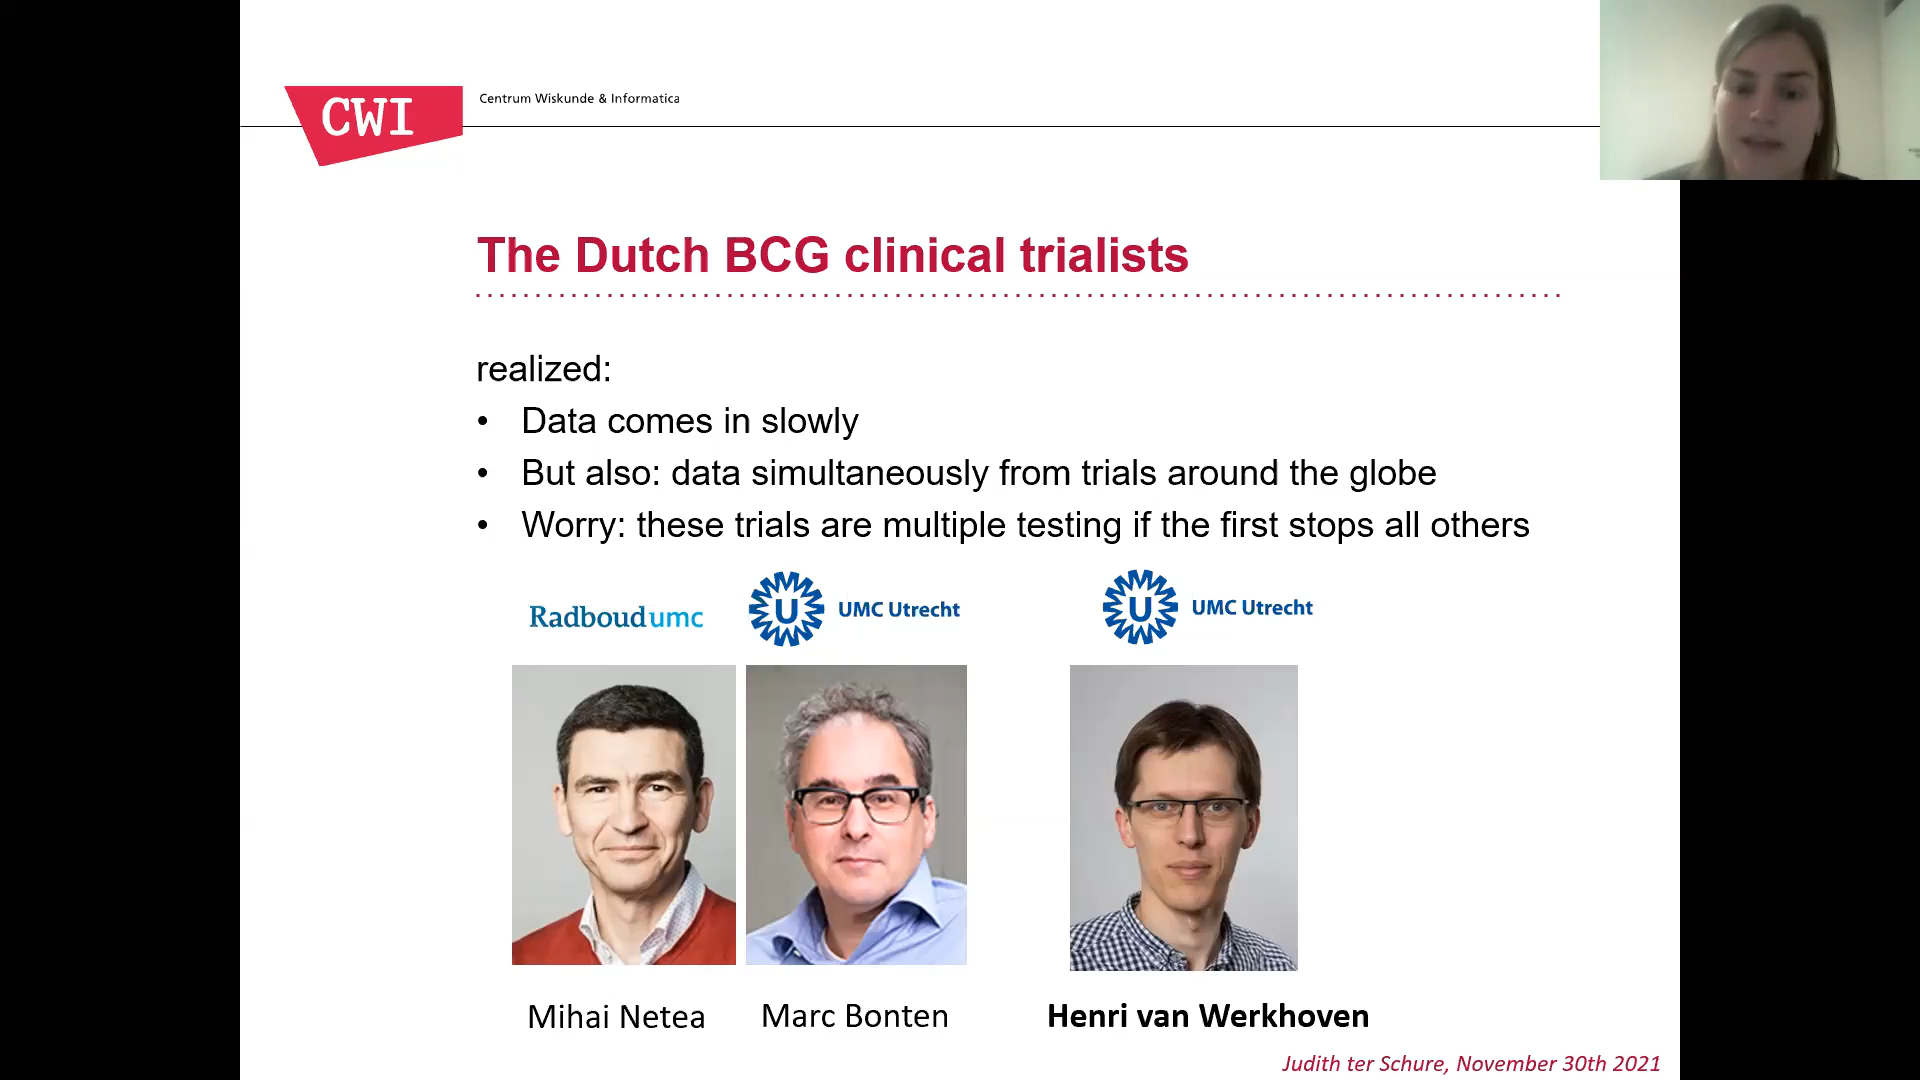 CWI
Centrum Wiskunde & Informatica
The Dutch BCG clinical trialists
realized:
• Data comes in slowly
• But also: data simultaneously from trials around the globe
• Worry: these trials are multiple testing if the first stops all others
Radboudumc
U UMC Utrecht
U UMC Utrecht
Mihai Netea
Marc Bonten
Henri van Werkhoven
Judith ter Schure, November 30th 2021